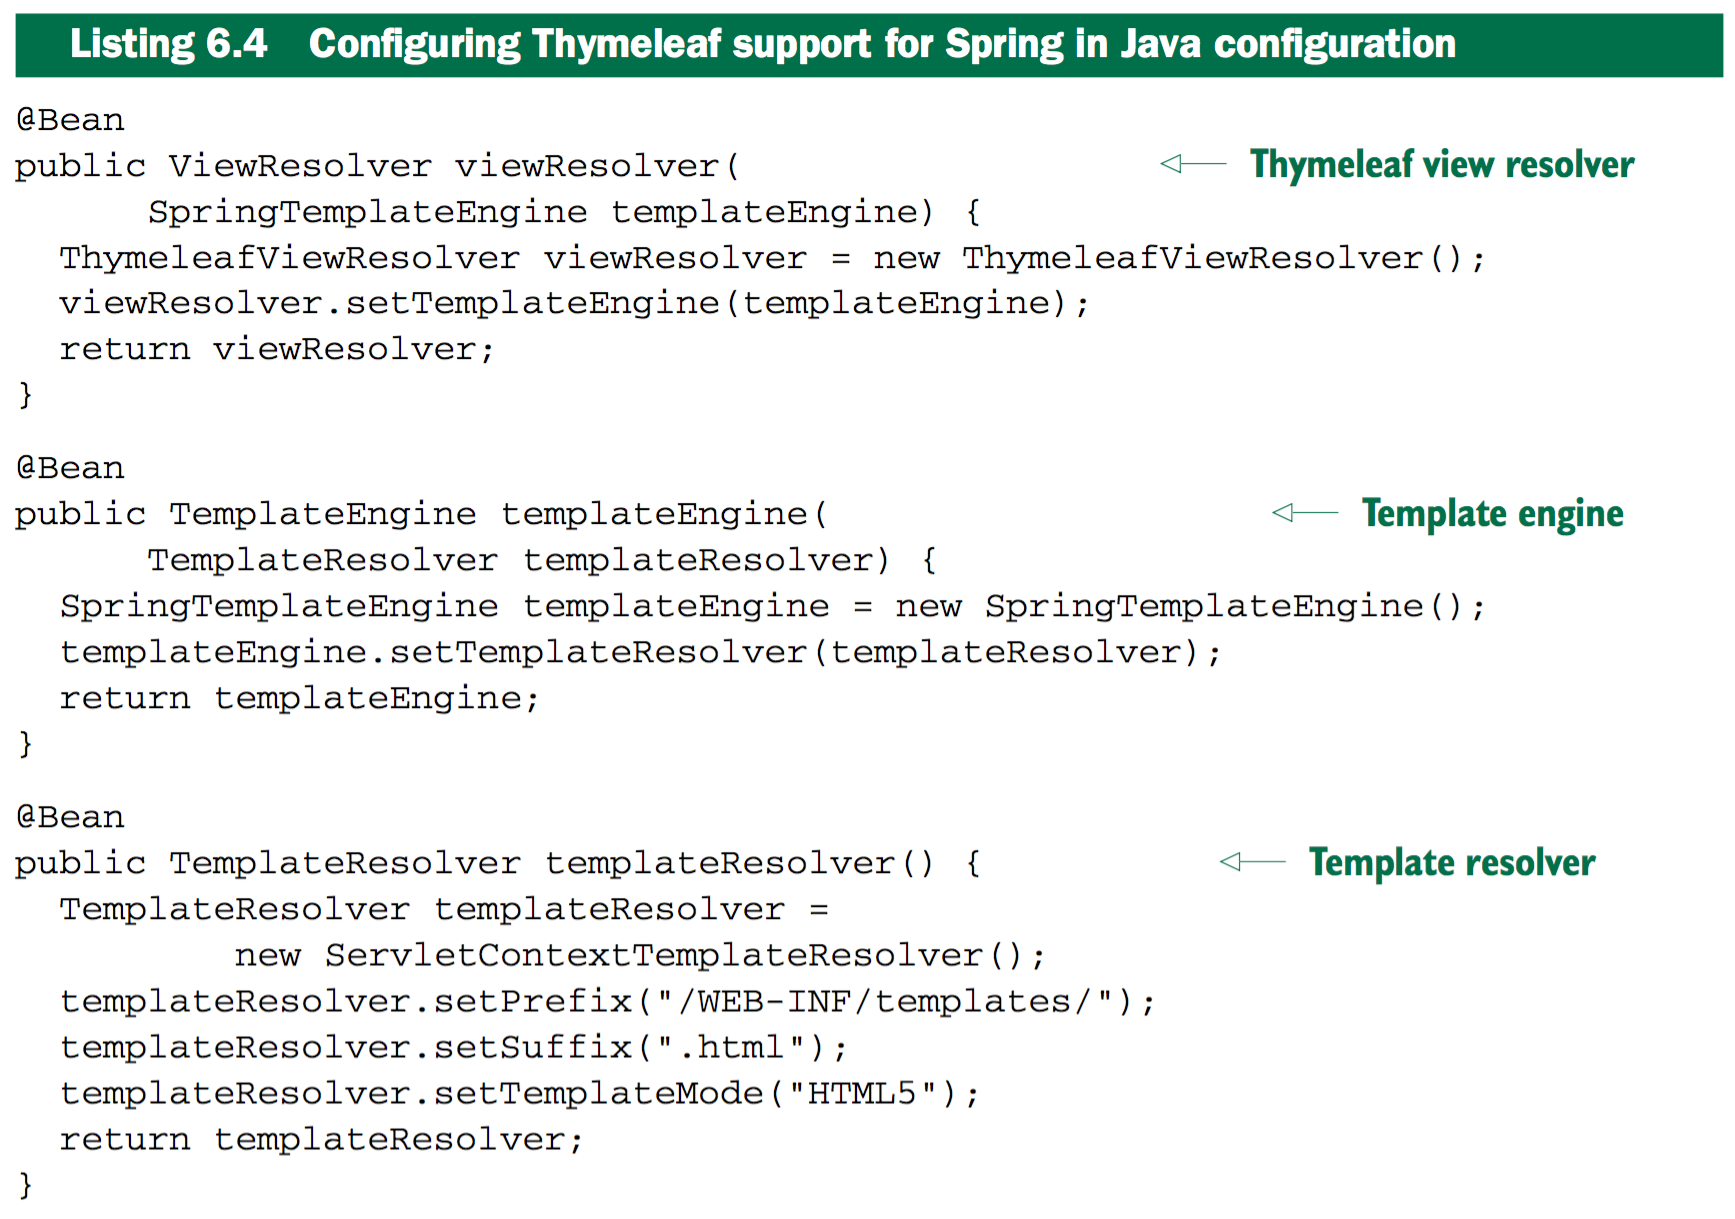 Listing 6.4 Configuring Thymeleaf support for Spring in Java configuration
@Bean
public ViewResolver viewResolver( Thymeleaf view resolver
SpringTemplateEngine templateEngine) {
ThymeleafViewResolver viewResolver = new ThymeleafViewResolver();
viewResolver.setTemplateEngine(templateEngine);
return viewResolver;
}
@Bean
public TemplateEngine templateEngine( Template engine
TemplateResolver templateResolver) {
SpringTemplateEngine templateEngine = new SpringTemplateEngine();
templateEngine.setTemplateResolver(templateResolver);
return templateEngine;
}
@Bean
public TemplateResolver templateResolver() { Template resolver
TemplateResolver templateResolver =
new ServletContextTemplateResolver();
templateResolver.setPrefix("/WEB-INF/templates/");
templateResolver.setSuffix(".html");
templateResolver.setTemplateMode("HTML5");
return templateResolver;
}